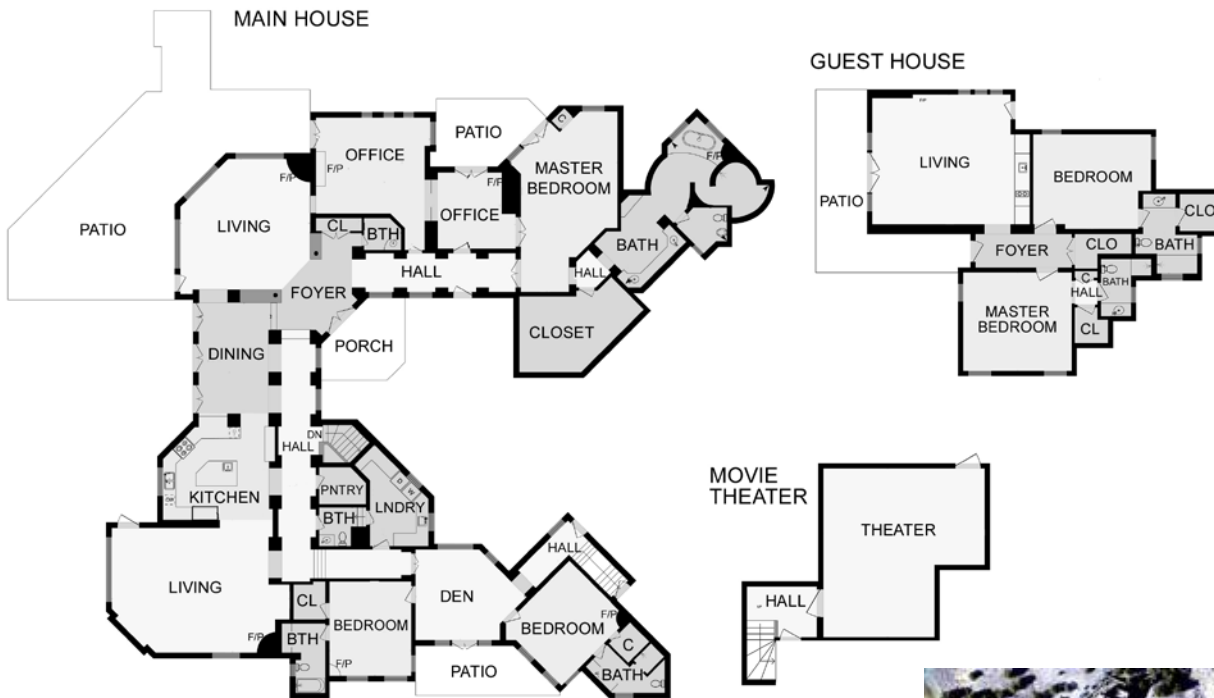 MAIN HOUSE
PATIO
LIVING
F/P
OFFICE
F/P
CL
BTH
PATIO
F/P
OFFICE
C
MASTER
BEDROOM
F/P
BATH
HALL
HALL
FOYER
CLOSET
PORCH
DINING
HALL
DN
KITCHEN
PNTRY
BTH
LNDRY
D
W
LIVING
F/P
CL
BTH
BEDROOM
F/P
DEN
PATIO
HALL
BEDROOM
F/P
C
BATH
GUEST HOUSE
PATIO
F/P
LIVING
BEDROOM
CLO
BATH
FOYER
CLO
C
HALL
BATH
MASTER
BEDROOM
CL
MOVIE
THEATER
THEATER
HALL